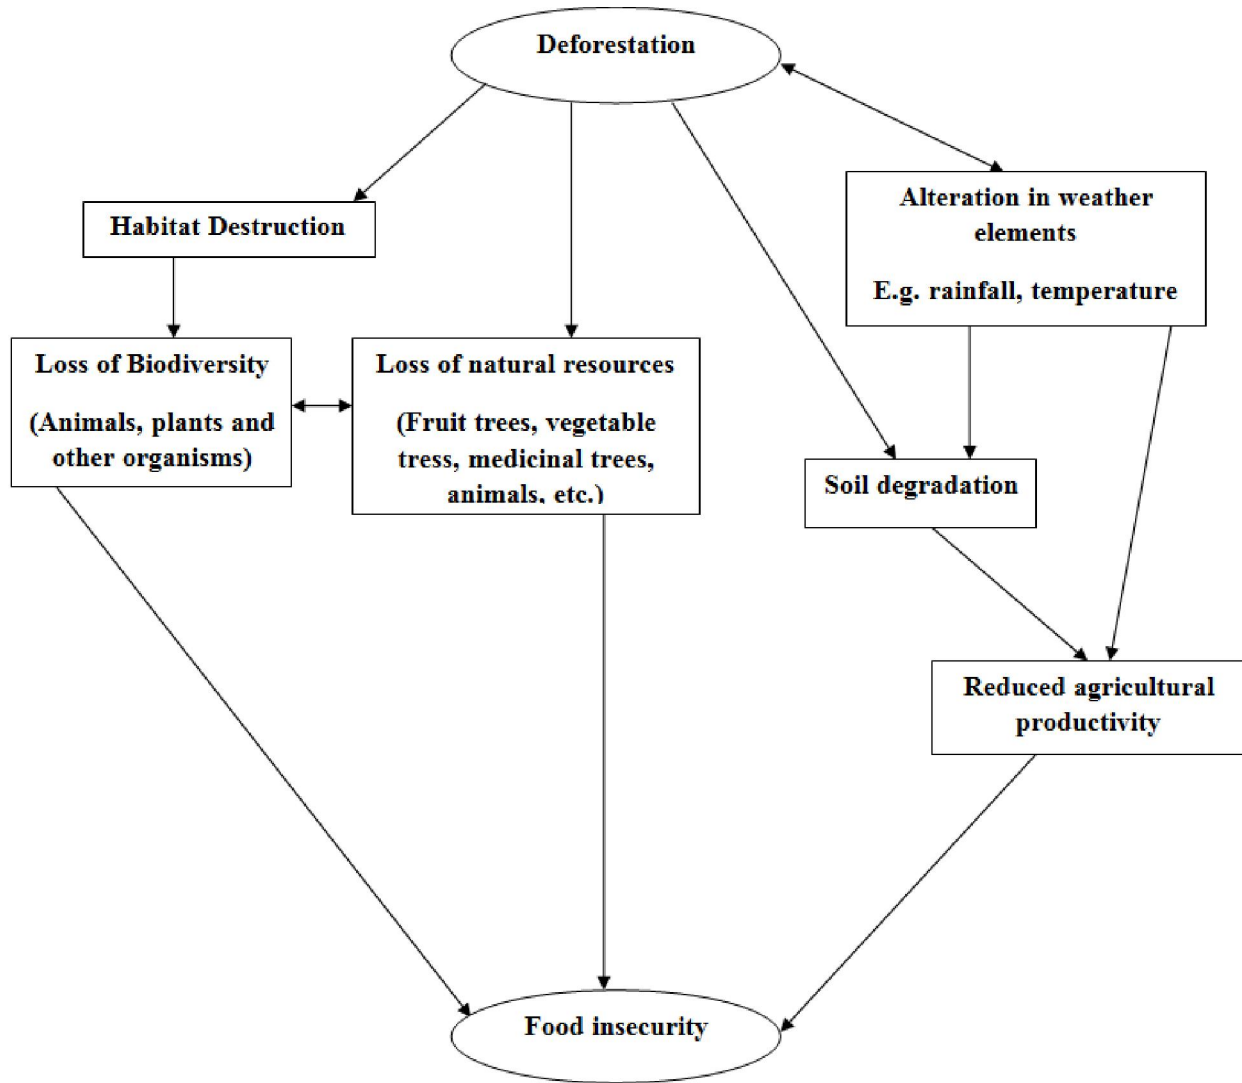 Deforestation
Habitat Destruction
Alteration in weather
elements
E.g. rainfall, temperature
Loss of Biodiversity
(Animals, plants and
other organisms)
Loss of natural resources
(Fruit trees, vegetable
tress, medicinal trees,
animals, etc.)
Soil degradation
Reduced agricultural
productivity
Food insecurity